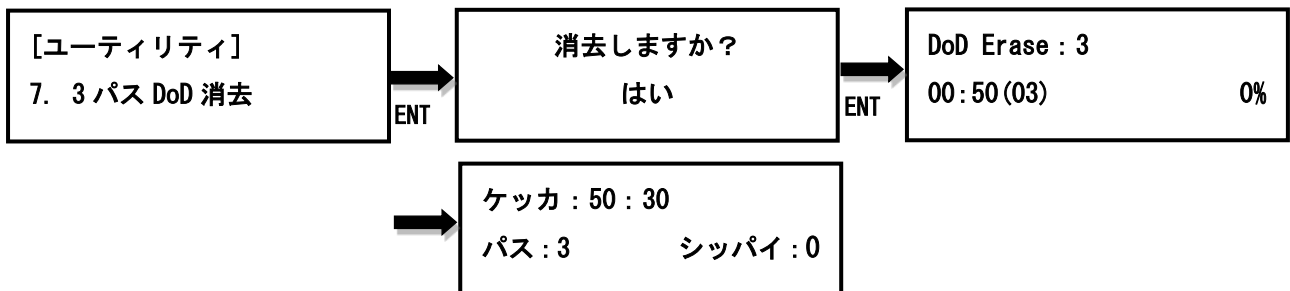 [ユーティリティ]
7. 3パス DoD 消去
ENT
消去しますか？
はい
ENT
DoD Erase：3
00：50(03) 0%
ケッカ：50：30
パス：3 シッパイ：0